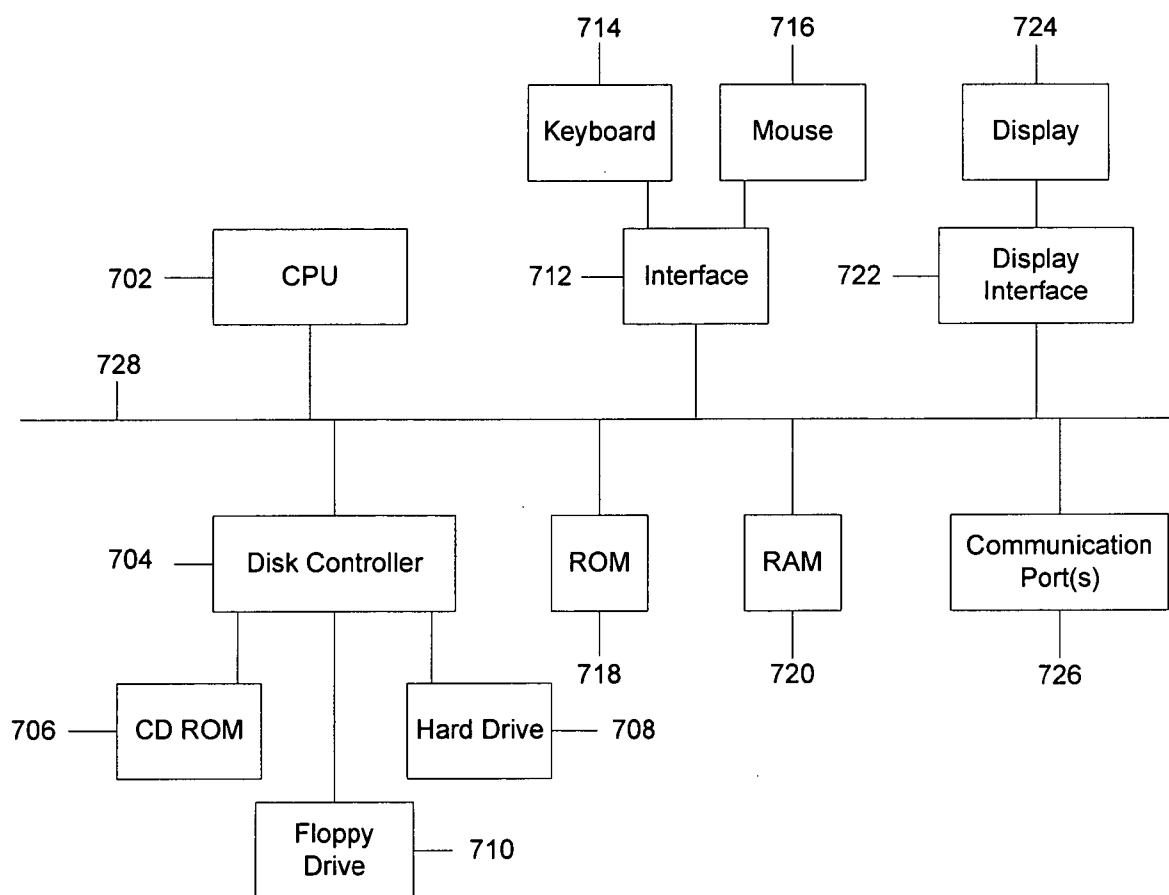 714
716
724
Keyboard
Mouse
Display
702
CPU
712
Interface
722
Display
Interface
728
704
Disk Controller
ROM
RAM
Communication
Port(s)
718
720
726
706
CD ROM
Hard Drive
708
Floppy
Drive
710